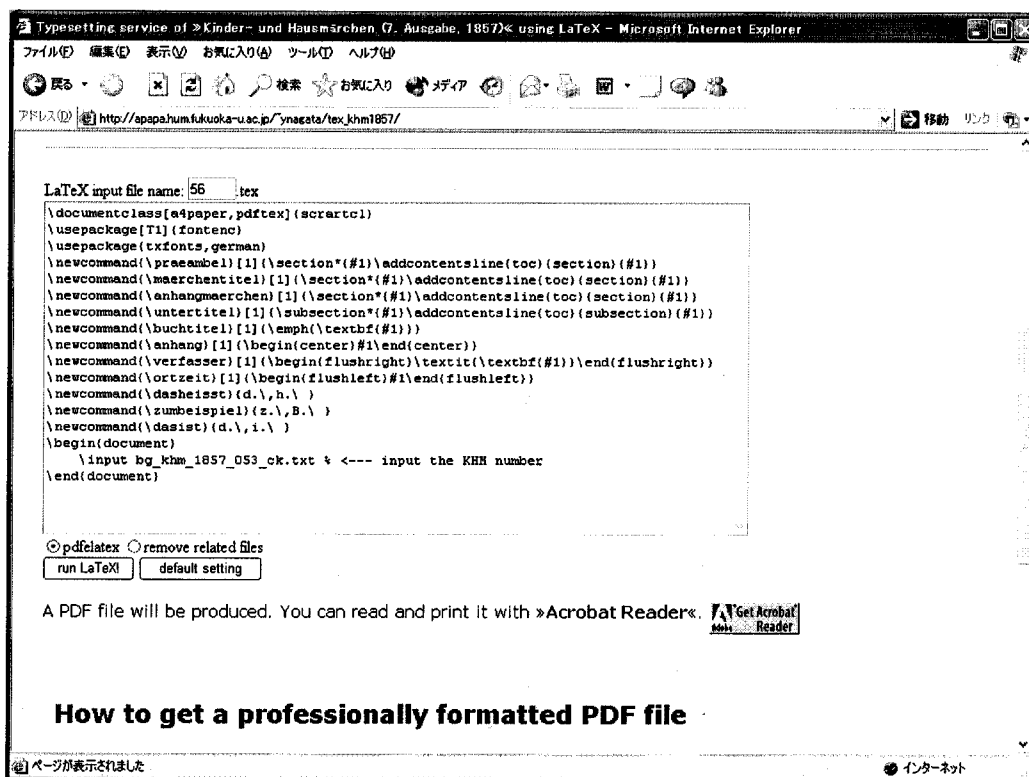 Typesetting service of »Kinder- und Hausmärchen (7. Ausgabe, 1857)« using LaTeX - Microsoft Internet Explorer
ファイル(F) 編集(E) 表示(V) お気に入り(A) ツール(T) ヘルプ(H)
戻る 検索 お気に入り メディア
アドレス(D) http://apapa.hum.fukuoka-u.ac.jp/~ynagata/tex_khm1857/ 移動 リンク
LaTeX input file name: 56 .tex
\documentclass[a4paper,pdftex]{scrartcl}
\usepackage[T1]{fontenc}
\usepackage{txfonts,german}
\newcommand{\praeambel}[1]{\section*{#1}\addcontentsline{toc}{section}{#1}}
\newcommand{\maerchentitel}[1]{\section*{#1}\addcontentsline{toc}{section}{#1}}
\newcommand{\anhangmaerchen}[1]{\section*{#1}\addcontentsline{toc}{section}{#1}}
\newcommand{\untertitel}[1]{\subsection*{#1}\addcontentsline{toc}{subsection}{#1}}
\newcommand{\buchtitel}[1]{\emph{\textbf{#1}}}
\newcommand{\anhang}[1]{\begin{center}#1\end{center}}
\newcommand{\verfasser}[1]{\begin{flushright}\textit{\textbf{#1}}\end{flushright}}
\newcommand{\ortzeit}[1]{\begin{flushleft}#1\end{flushleft}}
\newcommand{\dasheisst}{d.\,h.\ }
\newcommand{\zumbeispiel}{z.\,B.\ }
\newcommand{\dasist}{d.\,i.\ }
\begin{document}
\input bg_khm_1857_053_ck.txt % <--- input the KHM number
\end{document}
pdfelatex remove related files
run LaTeX! default setting
A PDF file will be produced. You can read and print it with »Acrobat Reader«. Get Acrobat
Adobe Reader
How to get a professionally formatted PDF file
ページが表示されました インターネット